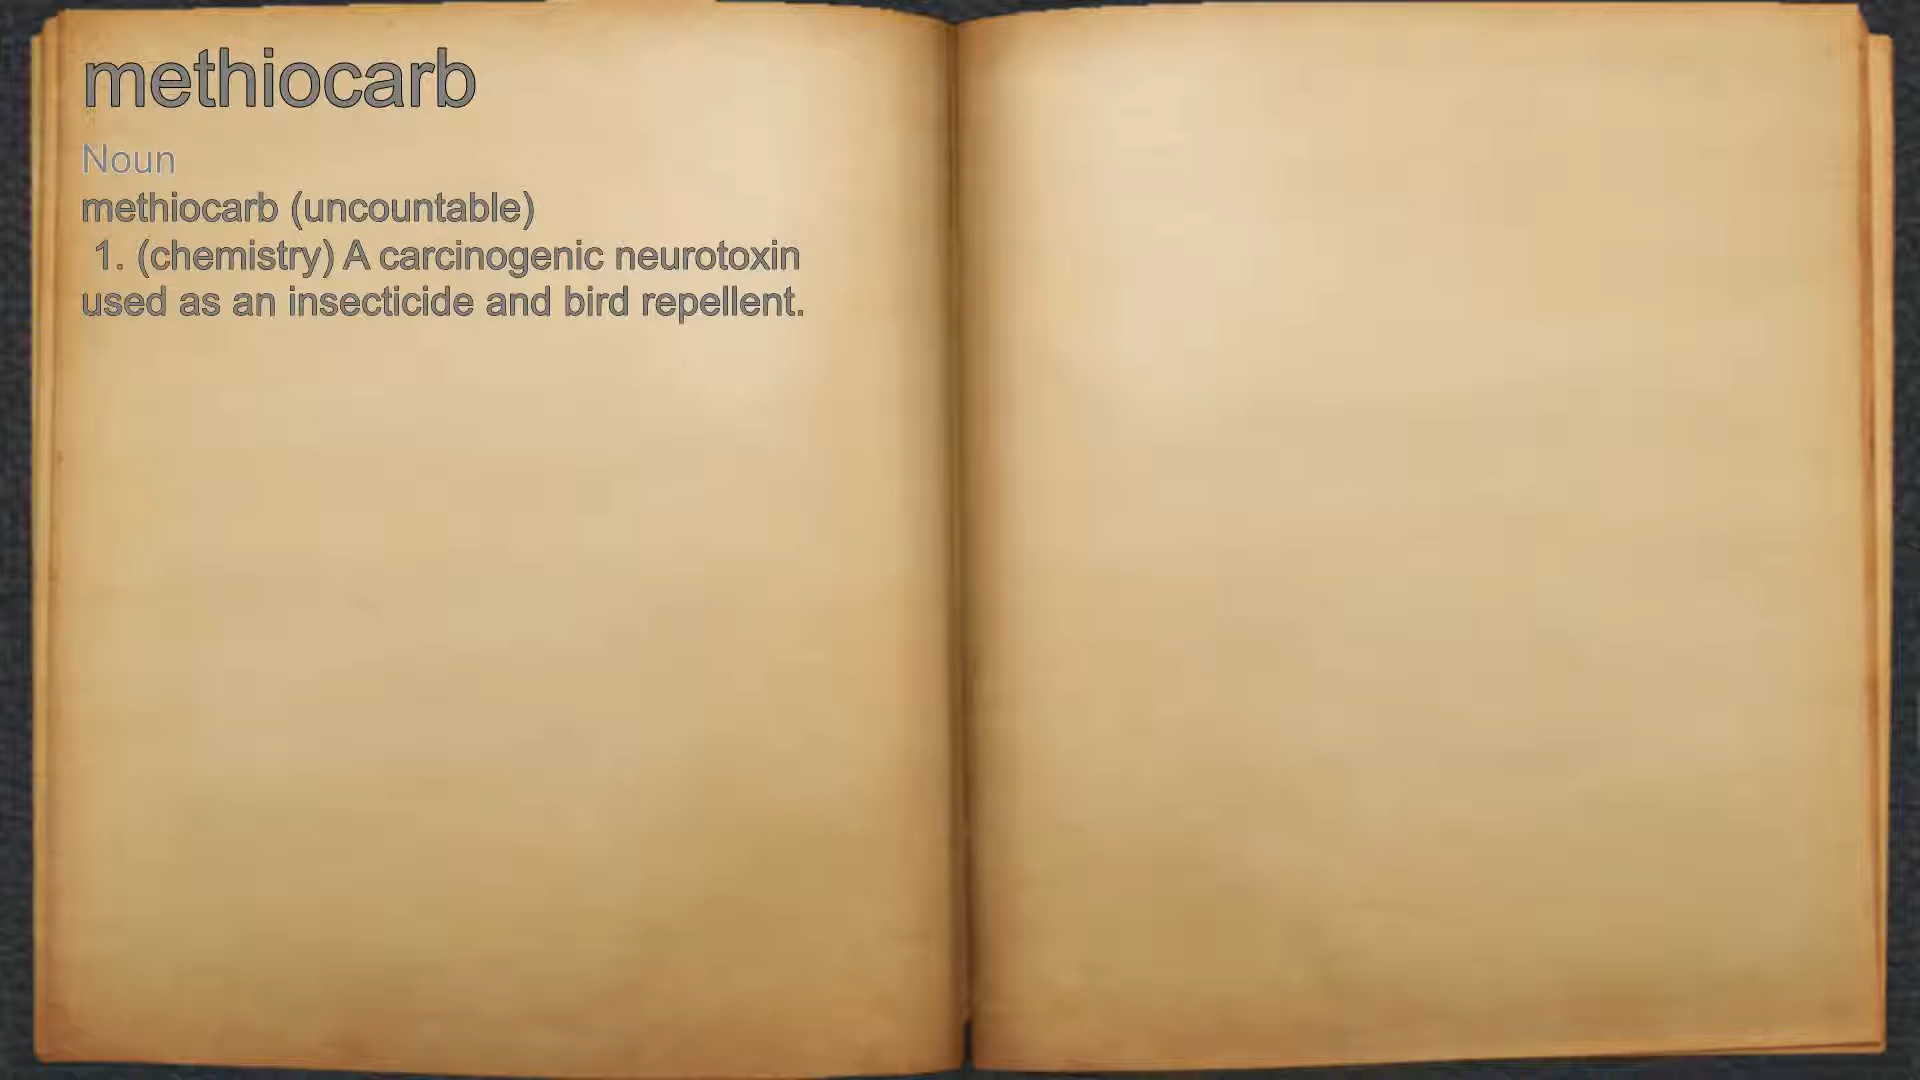 methiocarb
Noun
methiocarb (uncountable)
1. (chemistry) A carcinogenic neurotoxin
used as an insecticide and bird repellent.